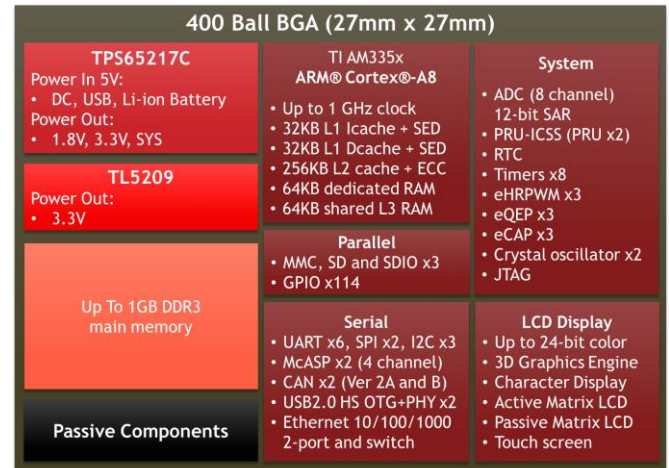 400 Ball BGA (27mm x 27mm)
TPS65217C
Power In 5V:
• DC, USB, Li-ion Battery
Power Out:
• 1.8V, 3.3V, SYS
TL5209
Power Out:
• 3.3V
Up To 1GB DDR3
main memory
Passive Components
TI AM335x
ARM® Cortex®-A8
• Up to 1 GHz clock
• 32KB L1 Icache + SED
• 32KB L1 Dcache + SED
• 256KB L2 cache + ECC
• 64KB dedicated RAM
• 64KB shared L3 RAM
Parallel
• MMC, SD and SDIO x3
• GPIO x114
Serial
• UART x6, SPI x2, I2C x3
• McASP x2 (4 channel)
• CAN x2 (Ver 2A and B)
• USB2.0 HS OTG+PHY x2
• Ethernet 10/100/1000
2-port and switch
System
• ADC (8 channel)
12-bit SAR
• PRU-ICSS (PRU x2)
• RTC
• Timers x8
• eHRPWM x3
• eQEP x3
• eCAP x3
• Crystal oscillator x2
• JTAG
LCD Display
• Up to 24-bit color
• 3D Graphics Engine
• Character Display
• Active Matrix LCD
• Passive Matrix LCD
• Touch screen